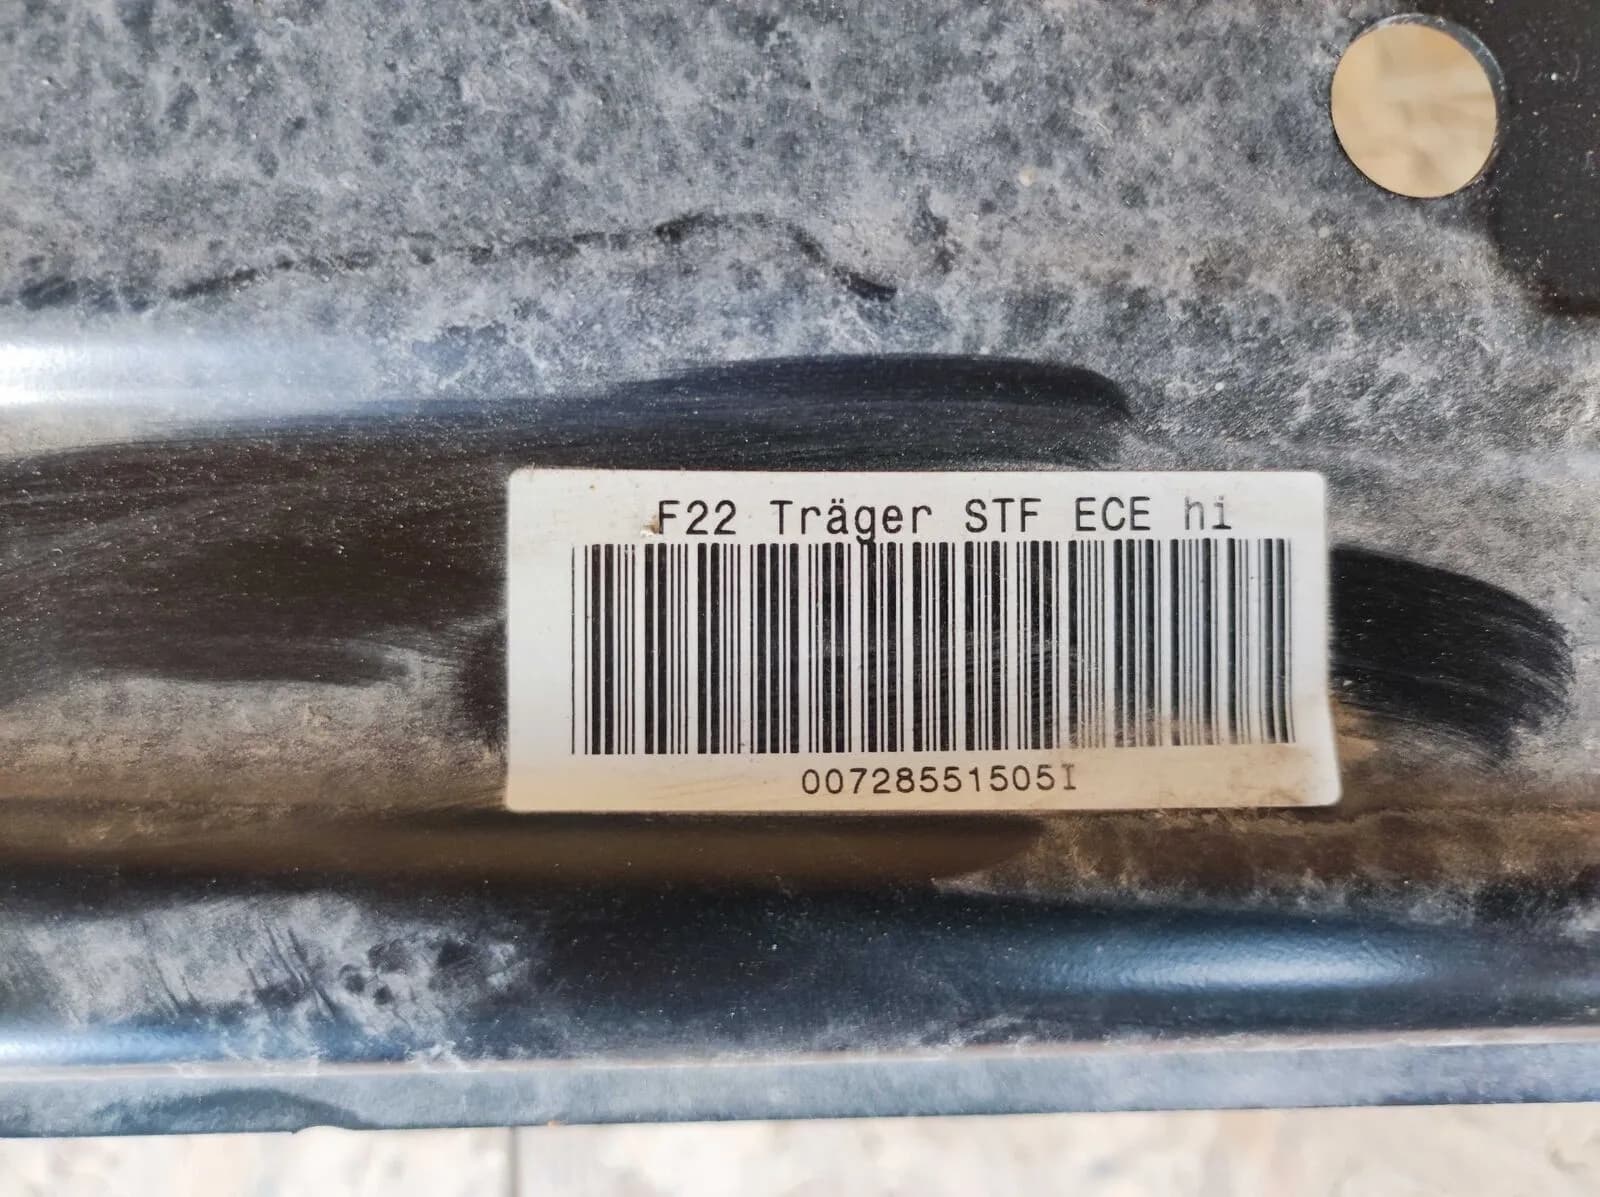 F22 Träger STF ECE hi
00728551505I